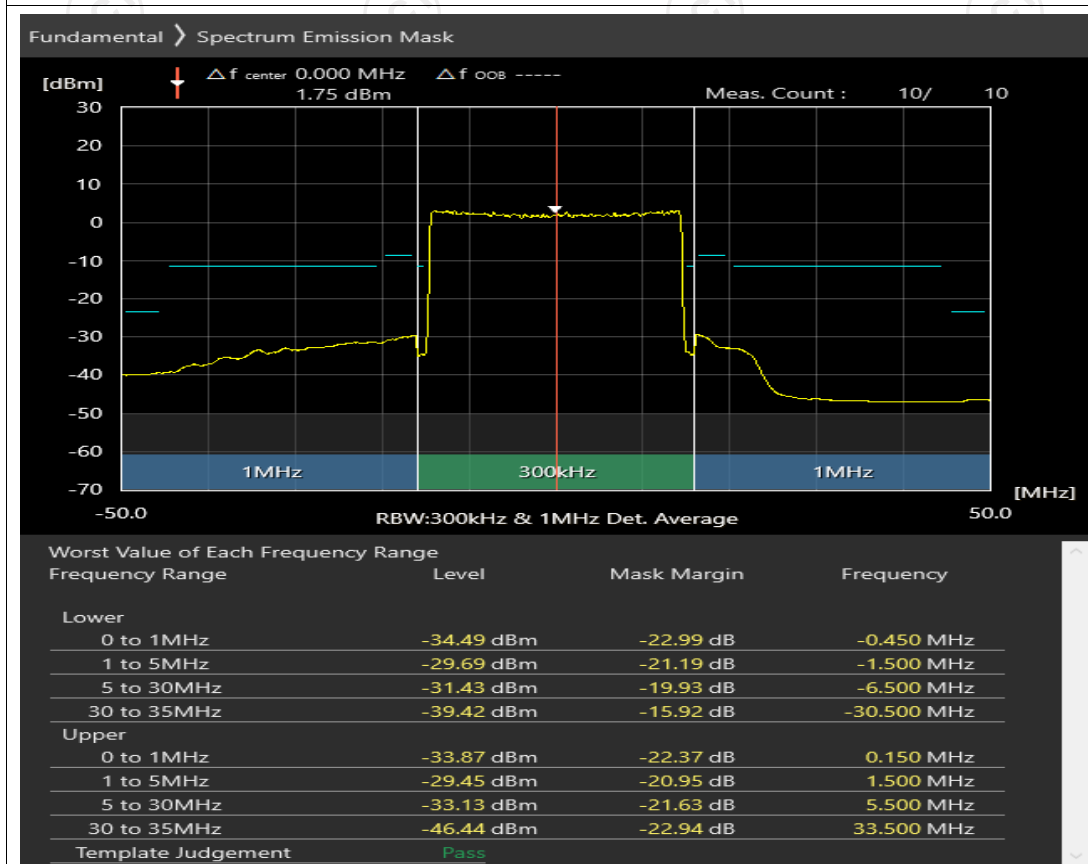 Fundamental ❯ Spectrum Emission Mask
[dBm] △f center 0.000 MHz △f OOB -----
1.75 dBm Meas. Count : 10/ 10
30
20
10
0
-10
-20
-30
-40
-50
-60
1MHz 300kHz 1MHz
-70
[MHz]
-50.0 RBW:300kHz & 1MHz Det. Average 50.0
Worst Value of Each Frequency Range
Frequency Range Level Mask Margin Frequency
Lower
0 to 1MHz -34.49 dBm -22.99 dB -0.450 MHz
1 to 5MHz -29.69 dBm -21.19 dB -1.500 MHz
5 to 30MHz -31.43 dBm -19.93 dB -6.500 MHz
30 to 35MHz -39.42 dBm -15.92 dB -30.500 MHz
Upper
0 to 1MHz -33.87 dBm -22.37 dB 0.150 MHz
1 to 5MHz -29.45 dBm -20.95 dB 1.500 MHz
5 to 30MHz -33.13 dBm -21.63 dB 5.500 MHz
30 to 35MHz -46.44 dBm -22.94 dB 33.500 MHz
Template Judgement Pass